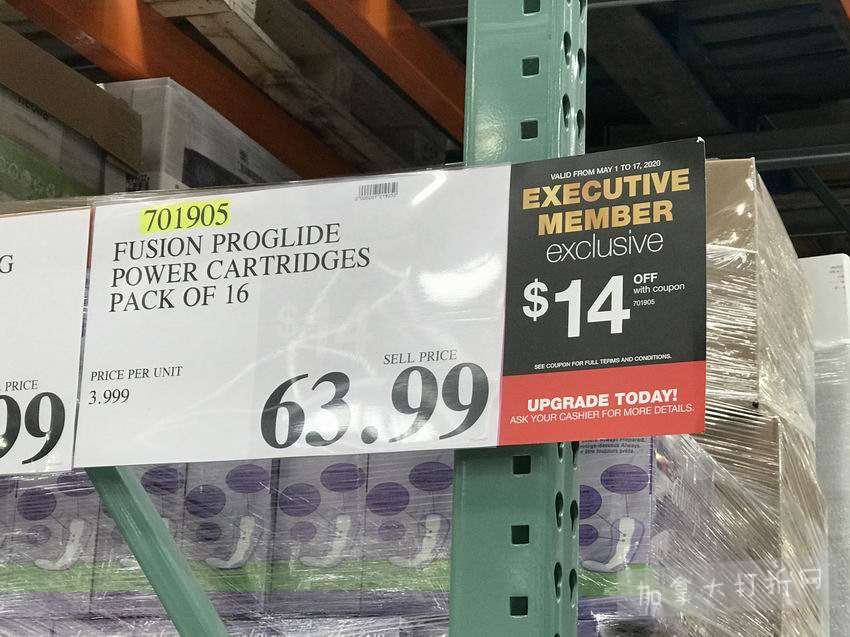 G
PRICE
99
701905
FUSION PROGLIDE
POWER CARTRIDGES
PACK OF 16
PRICE PER UNIT
3.999
SELL PRICE
63.99
VALID FROM MAY 1 TO 17, 2020
EXECUTIVE
MEMBER
exclusive
$14 OFF
with coupon
701905
SEE COUPON FOR FULL TERMS AND CONDITIONS.
UPGRADE TODAY!
ASK YOUR CASHIER FOR MORE DETAILS.
加拿大打折网